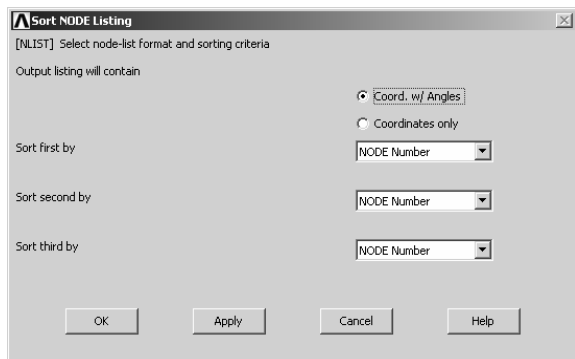 Sort NODE Listing
[NLIST] Select node-list format and sorting criteria
Output listing will contain
Coord. w/ Angles
Coordinates only
Sort first by
NODE Number
Sort second by
NODE Number
Sort third by
NODE Number
OK
Apply
Cancel
Help